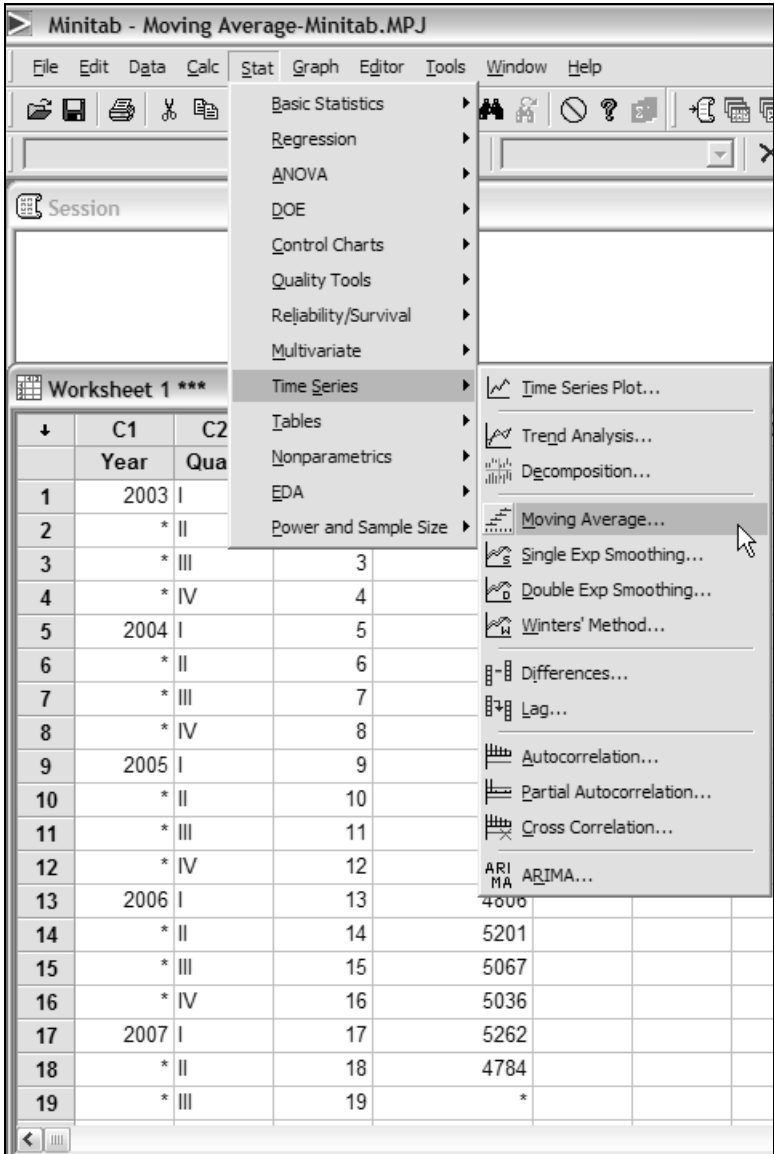 Minitab - Moving Average-Minitab.MPJ
File Edit Data Calc Stat Graph Editor Tools Window Help
Basic Statistics
Regression
ANOVA
DOE
Control Charts
Quality Tools
Reliability/Survival
Multivariate
Time Series
Tables
Nonparametrics
EDA
Power and Sample Size
Session
Time Series Plot...
Trend Analysis...
Decomposition...
Moving Average...
Single Exp Smoothing...
Double Exp Smoothing...
Winters' Method...
Differences...
Lag...
Autocorrelation...
Partial Autocorrelation...
Cross Correlation...
ARIMA...
Worksheet 1 ***
C1 C2
Year Qua
1 2003 I
2 * II
3 * III 3
4 * IV 4
5 2004 I 5
6 * II 6
7 * III 7
8 * IV 8
9 2005 I 9
10 * II 10
11 * III 11
12 * IV 12
13 2006 I 13 4806
14 * II 14 5201
15 * III 15 5067
16 * IV 16 5036
17 2007 I 17 5262
18 * II 18 4784
19 * III 19 *